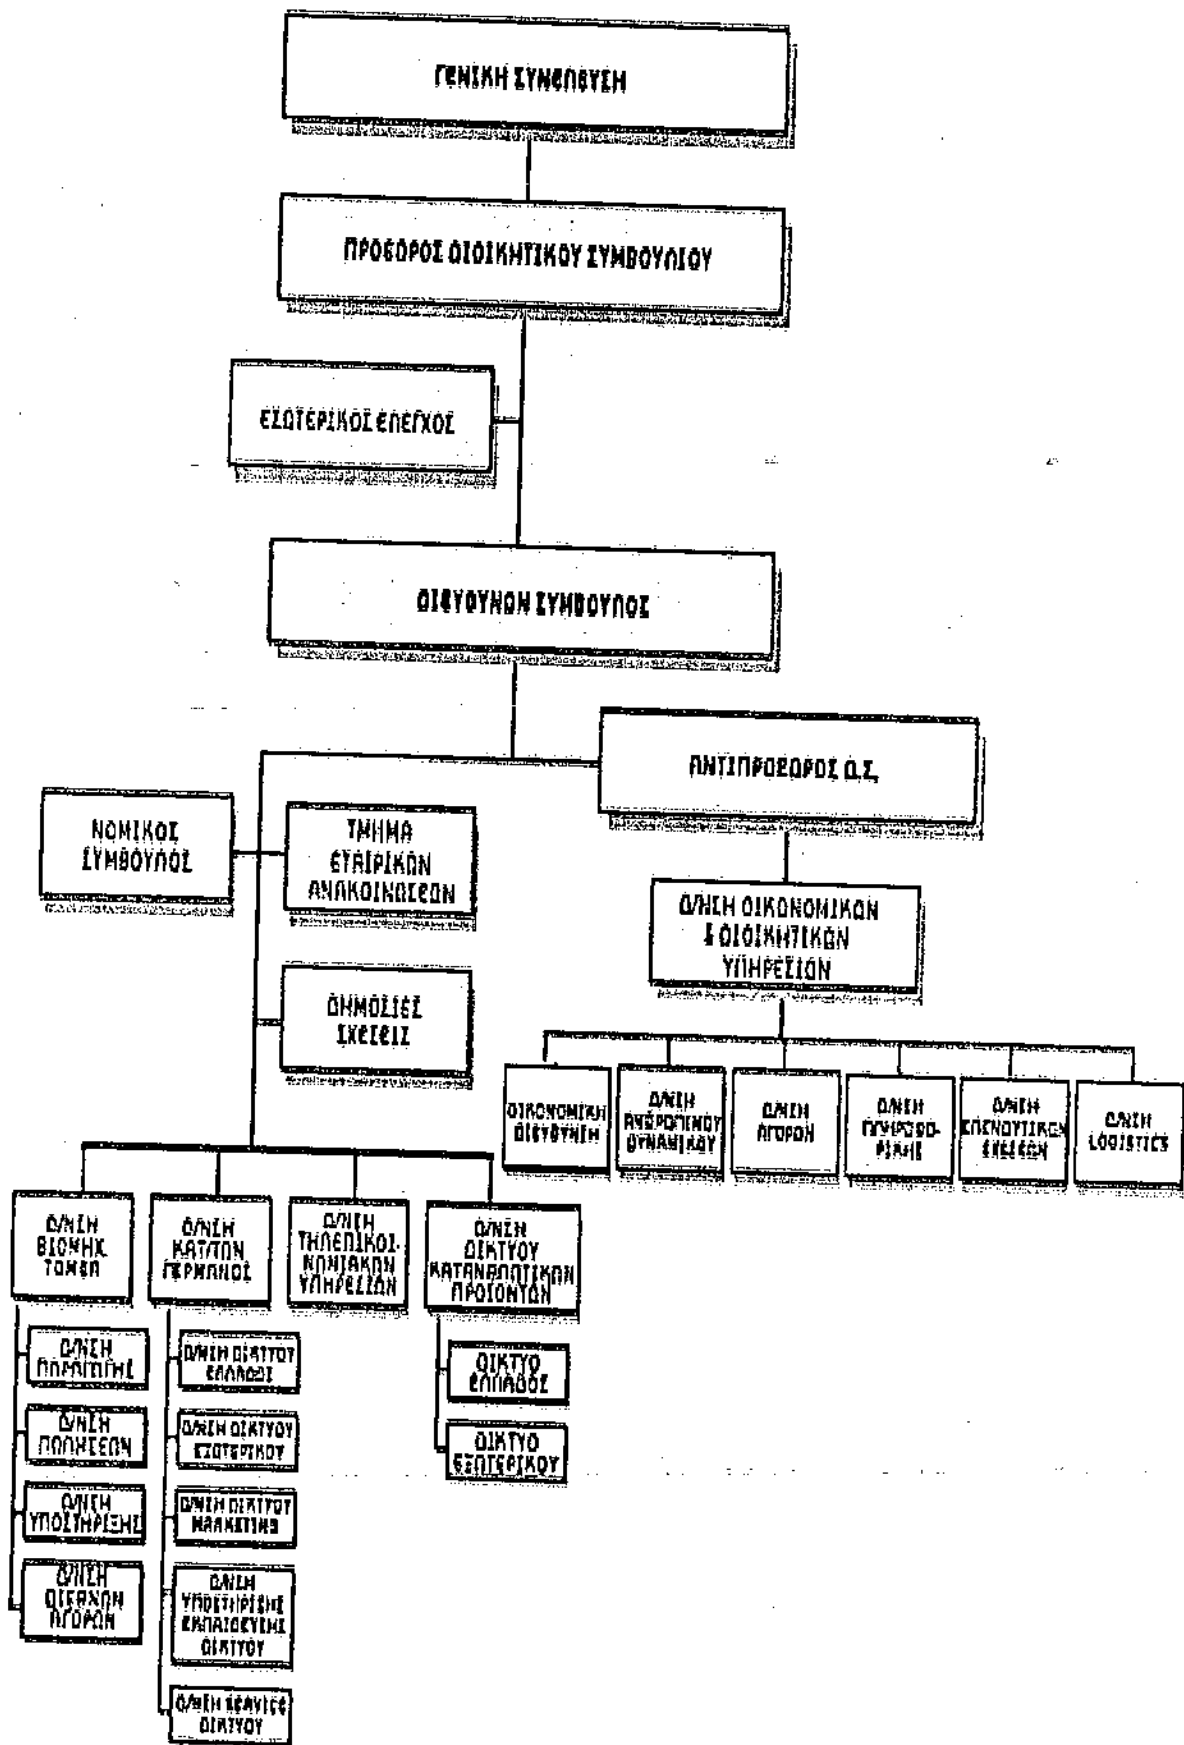 ΓΕΝΙΚΗ ΣΥΝΕΛΕΥΣΗ
ΠΡΟΕΔΡΟΣ ΔΙΟΙΚΗΤΙΚΟΥ ΣΥΜΒΟΥΛΙΟΥ
ΕΣΩΤΕΡΙΚΟΣ ΕΛΕΓΧΟΣ
ΔΙΕΥΘΥΝΩΝ ΣΥΜΒΟΥΛΟΣ
ΑΝΤΙΠΡΟΕΔΡΟΣ Δ.Σ.
ΝΟΜΙΚΟΣ
ΣΥΜΒΟΥΛΟΣ
ΤΜΗΜΑ
ΕΤΑΙΡΙΚΩΝ
ΑΝΑΚΟΙΝΩΣΕΩΝ
Δ/ΝΣΗ ΟΙΚΟΝΟΜΙΚΩΝ
& ΔΙΟΙΚΗΤΙΚΩΝ
ΥΠΗΡΕΣΙΩΝ
ΔΗΜΟΣΙΕΣ
ΣΧΕΣΕΙΣ
ΟΙΚΟΝΟΜΙΚΗ
ΔΙΕΥΘΥΝΣΗ
Δ/ΝΣΗ
ΑΝΘΡΩΠΙΝΟΥ
ΔΥΝΑΜΙΚΟΥ
Δ/ΝΣΗ
ΑΓΟΡΩΝ
Δ/ΝΣΗ
ΠΛΗΡΟΦΟ-
ΡΙΚΗΣ
Δ/ΝΣΗ
ΕΠΕΝΔΥΤΙΚΩΝ
ΣΧΕΣΕΩΝ
Δ/ΝΣΗ
LOGISTICS
Δ/ΝΣΗ
ΒΙΟΜΗΧ.
ΤΟΜΕΑ
Δ/ΝΣΗ
ΚΑΤ/ΤΩΝ
ΓΕΡΜΑΝΟΣ
Δ/ΝΣΗ
ΤΗΛΕΠΙΚΟΙ-
ΝΩΝΙΑΚΩΝ
ΥΠΗΡΕΣΙΩΝ
Δ/ΝΣΗ
ΔΙΚΤΥΟΥ
ΚΑΤΑΝΑΛΩΤΙΚΩΝ
ΠΡΟΪΟΝΤΩΝ
Δ/ΝΣΗ
ΠΑΡΑΓΩΓΗΣ
Δ/ΝΣΗ
ΠΩΛΗΣΕΩΝ
Δ/ΝΣΗ
ΥΠΟΣΤΗΡΙΞΗΣ
Δ/ΝΣΗ
ΔΙΕΘΝΩΝ
ΑΓΟΡΩΝ
Δ/ΝΣΗ ΔΙΚΤΥΟΥ
ΕΛΛΑΔΟΣ
Δ/ΝΣΗ ΔΙΚΤΥΟΥ
ΕΞΩΤΕΡΙΚΟΥ
Δ/ΝΣΗ ΔΙΚΤΥΟΥ
MARKETING
Δ/ΝΣΗ
ΥΠΟΣΤΗΡΙΞΗΣ
ΕΚΠΑΙΔΕΥΣΗΣ
ΔΙΚΤΥΟΥ
Δ/ΝΣΗ SERVICE
ΔΙΚΤΥΟΥ
ΔΙΚΤΥΟ
ΕΛΛΑΔΟΣ
ΔΙΚΤΥΟ
ΕΞΩΤΕΡΙΚΟΥ